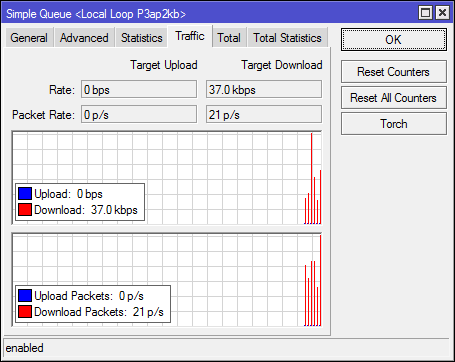 Simple Queue <Local Loop P3ap2kb>
General Advanced Statistics Traffic Total Total Statistics
OK
Reset Counters
Reset All Counters
Torch
Target Upload Target Download
Rate: 0 bps 37.0 kbps
Packet Rate: 0 p/s 21 p/s
Upload: 0 bps
Download: 37.0 kbps
Upload Packets: 0 p/s
Download Packets: 21 p/s
enabled